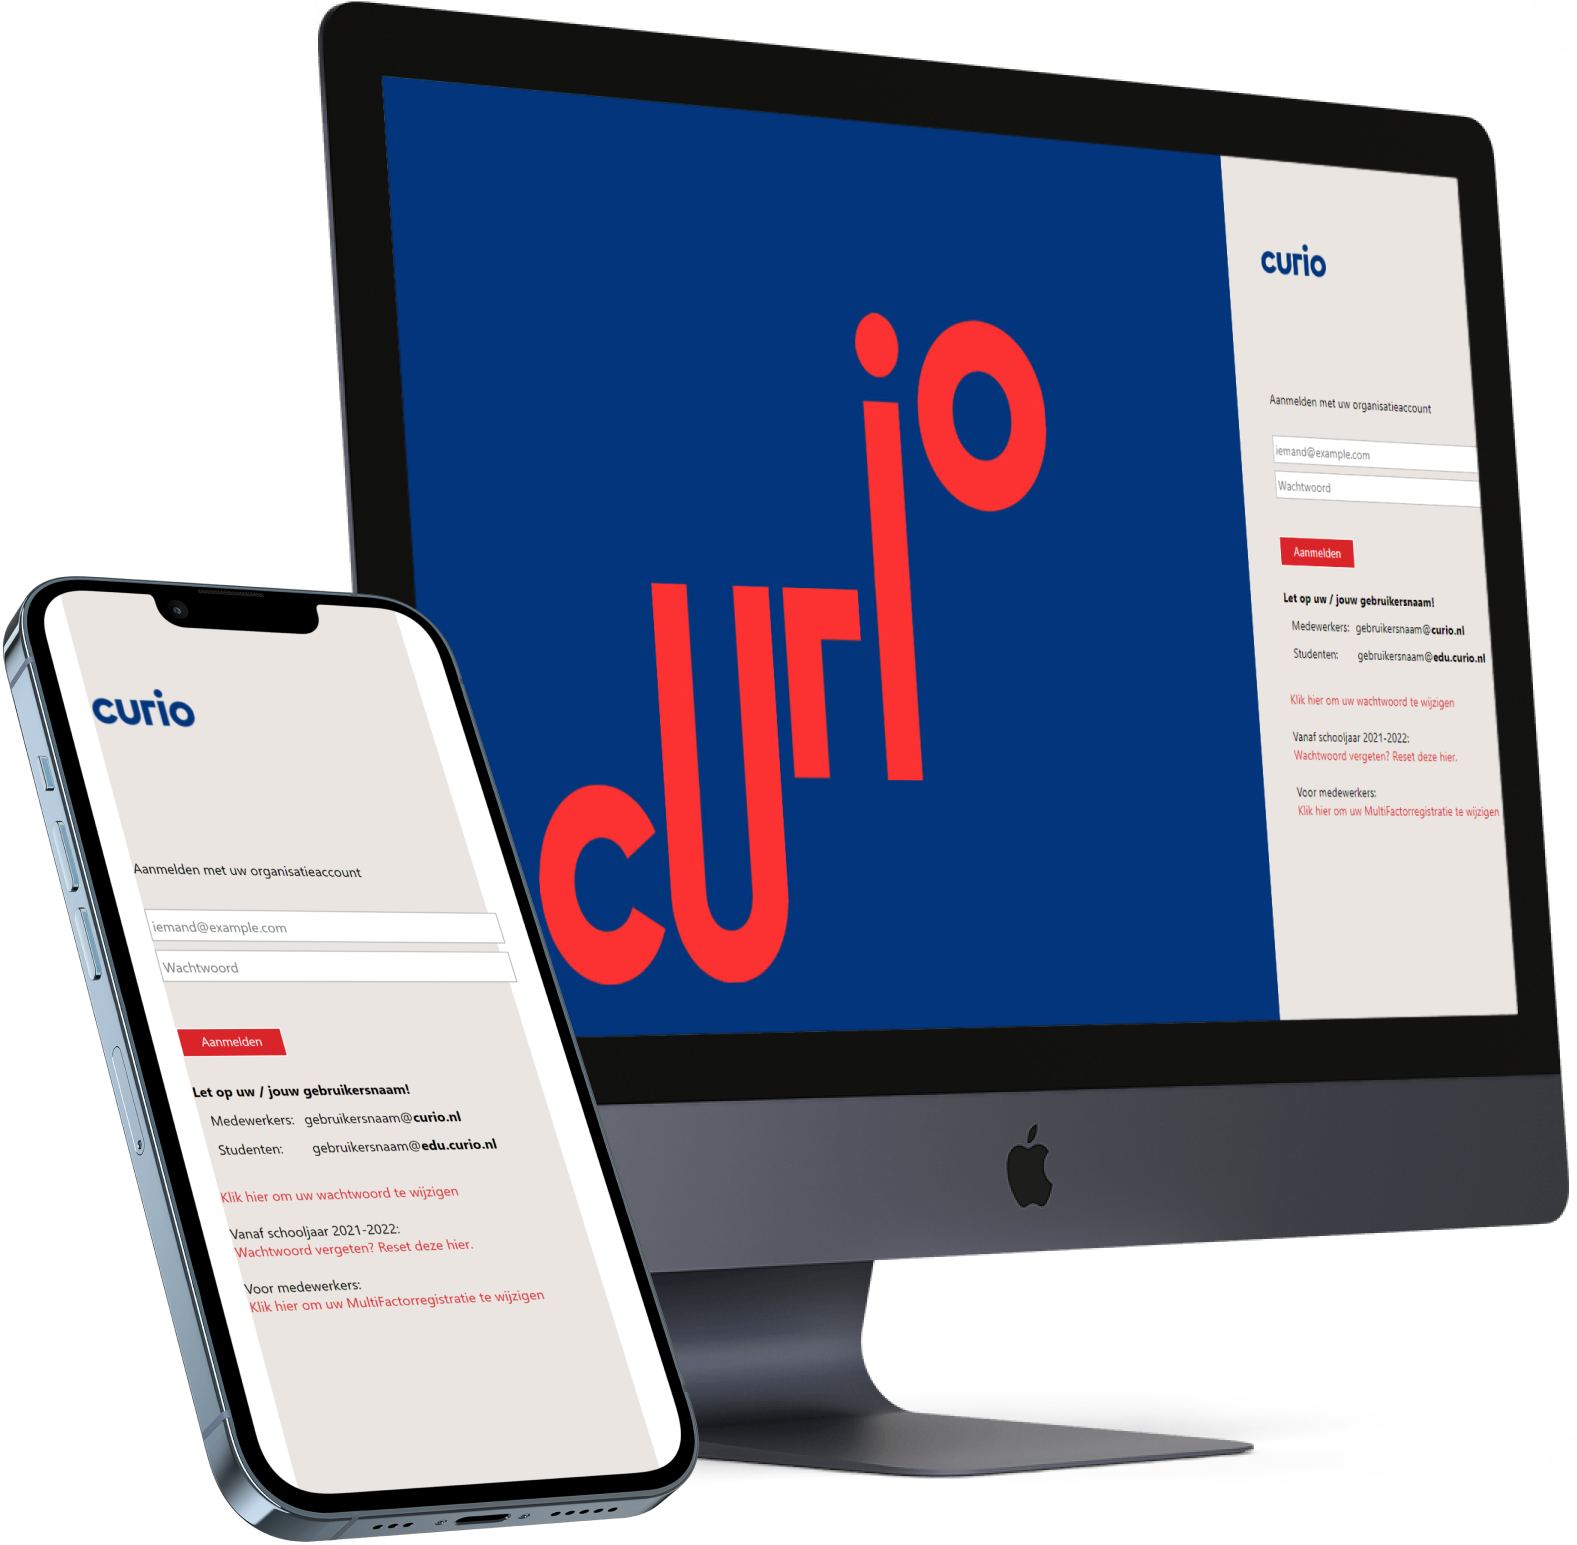 curio
curio
Aanmelden met uw organisatieaccount
iemand@example.com
Wachtwoord
Aanmelden
Let op uw / jouw gebruikersnaam!
Medewerkers: gebruikersnaam@curio.nl
Studenten: gebruikersnaam@edu.curio.nl
Klik hier om uw wachtwoord te wijzigen
Vanaf schooljaar 2021-2022:
Wachtwoord vergeten? Reset deze hier.
Voor medewerkers:
Klik hier om uw MultiFactorregistratie te wijzigen
curio
Aanmelden met uw organisatieaccount
iemand@example.com
Wachtwoord
Aanmelden
Let op uw / jouw gebruikersnaam!
Medewerkers: gebruikersnaam@curio.nl
Studenten: gebruikersnaam@edu.curio.nl
Klik hier om uw wachtwoord te wijzigen
Vanaf schooljaar 2021-2022:
Wachtwoord vergeten? Reset deze hier.
Voor medewerkers:
Klik hier om uw MultiFactorregistratie te wijzigen